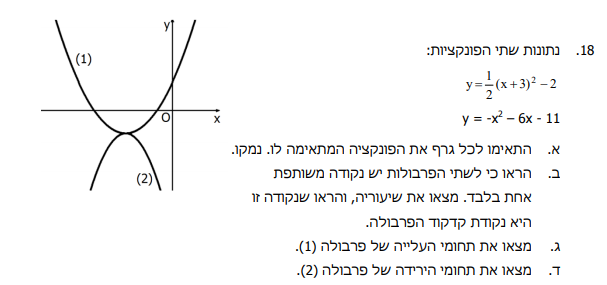 18. נתונות שתי הפונקציות:
y = 1/2 (x + 3)² − 2
y = -x² – 6x - 11
א. התאימו לכל גרף את הפונקציה המתאימה לו. נמקו.
ב. הראו כי לשתי הפרבולות יש נקודה משותפת
אחת בלבד. מצאו את שיעוריה, והראו שנקודה זו
היא נקודת קדקוד הפרבולה.
ג. מצאו את תחומי העלייה של פרבולה (1).
ד. מצאו את תחומי הירידה של פרבולה (2).
y
(1)
O
x
(2)